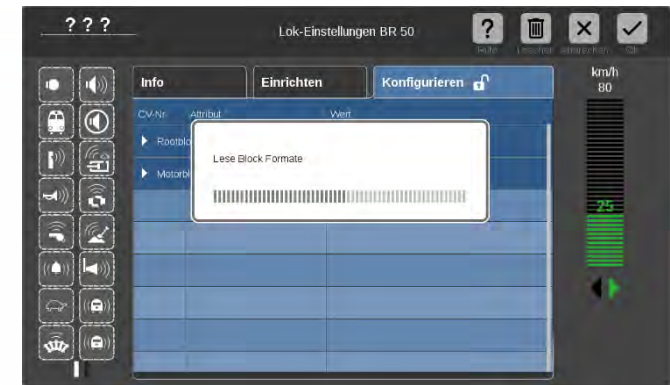 ? ? ?
Lok-Einstellungen BR 50
?
Hilfe
Löschen
Abbrechen
OK
Info
Einrichten
Konfigurieren
km/h
80
CV-Nr.
Attribut
Wert
Rootblo
Motorbl
Lese Block Formate
25